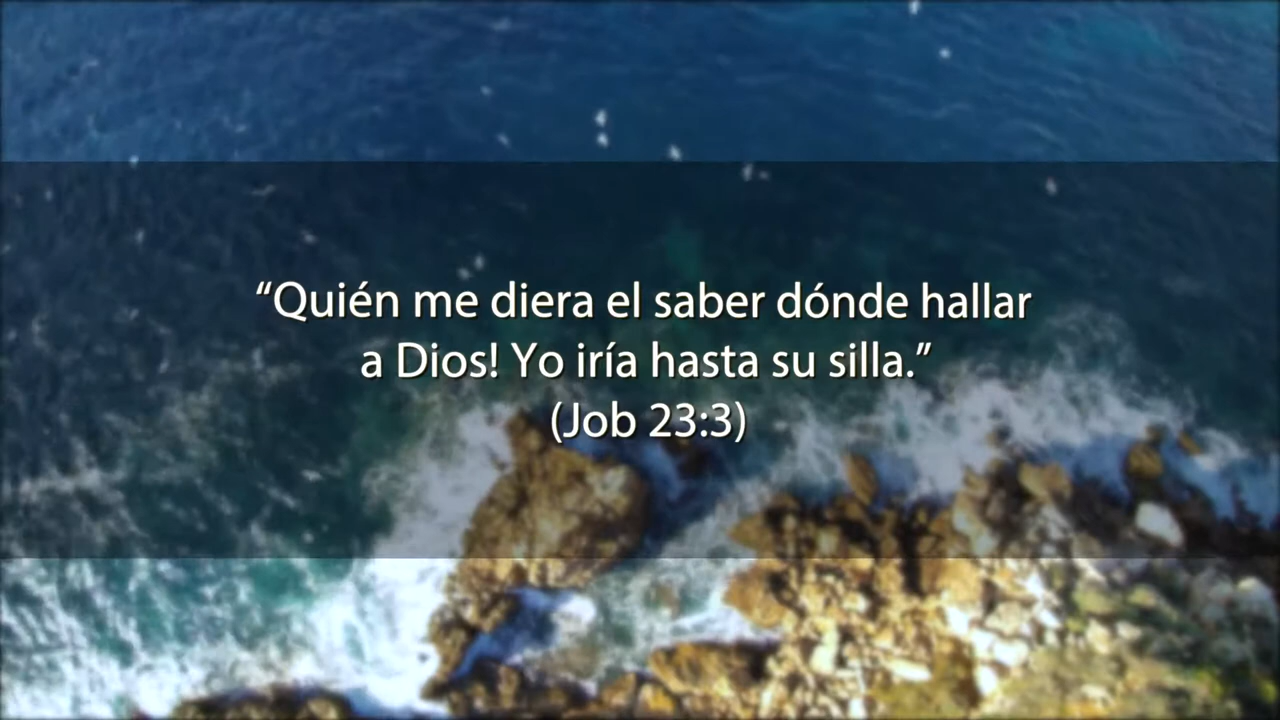 “Quién me diera el saber dónde hallar
a Dios! Yo iría hasta su silla.”
(Job 23:3)